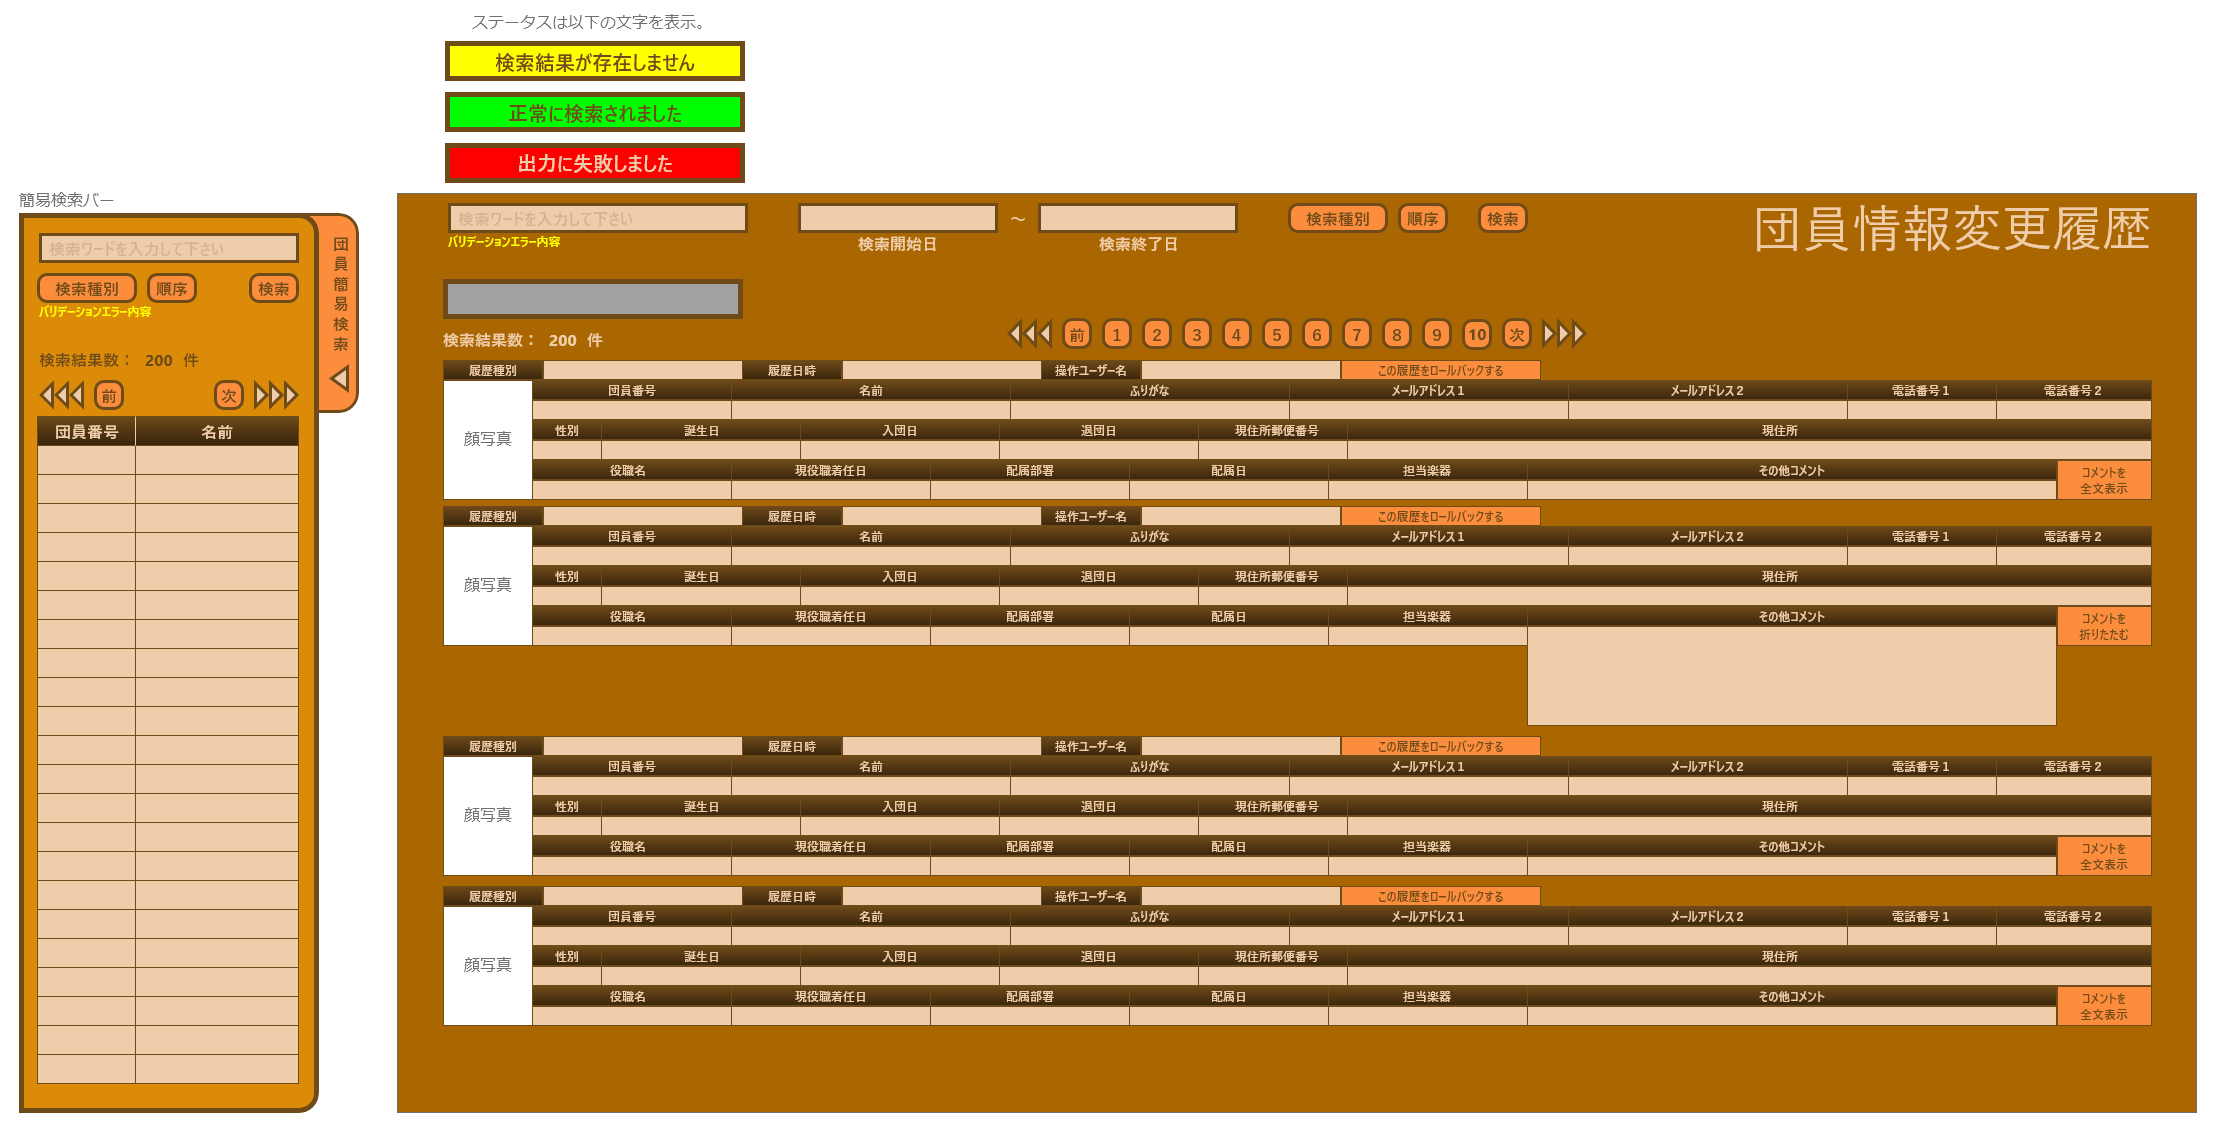 ステータスは以下の文字を表示。
検索結果が存在しません
正常に検索されました
出力に失敗しました
簡易検索バー
検索ワードを入力して下さい
検索種別 順序 検索
バリデーションエラー内容
検索結果数： 200 件
前 次
団員番号 名前
団員簡易検索
検索ワードを入力して下さい ～ 検索種別 順序 検索
バリデーションエラー内容 検索開始日 検索終了日
団員情報変更履歴
検索結果数： 200 件
前 1 2 3 4 5 6 7 8 9 10 次
履歴種別 履歴日時 操作ユーザー名 この履歴をロールバックする
団員番号 名前 ふりがな メールアドレス1 メールアドレス2 電話番号1 電話番号2
顔写真
性別 誕生日 入団日 退団日 現住所郵便番号 現住所
役職名 現役職着任日 配属部署 配属日 担当楽器 その他コメント
コメントを
全文表示
履歴種別 履歴日時 操作ユーザー名 この履歴をロールバックする
団員番号 名前 ふりがな メールアドレス1 メールアドレス2 電話番号1 電話番号2
顔写真
性別 誕生日 入団日 退団日 現住所郵便番号 現住所
役職名 現役職着任日 配属部署 配属日 担当楽器 その他コメント
コメントを
折りたたむ
履歴種別 履歴日時 操作ユーザー名 この履歴をロールバックする
団員番号 名前 ふりがな メールアドレス1 メールアドレス2 電話番号1 電話番号2
顔写真
性別 誕生日 入団日 退団日 現住所郵便番号 現住所
役職名 現役職着任日 配属部署 配属日 担当楽器 その他コメント
コメントを
全文表示
履歴種別 履歴日時 操作ユーザー名 この履歴をロールバックする
団員番号 名前 ふりがな メールアドレス1 メールアドレス2 電話番号1 電話番号2
顔写真
性別 誕生日 入団日 退団日 現住所郵便番号 現住所
役職名 現役職着任日 配属部署 配属日 担当楽器 その他コメント
コメントを
全文表示